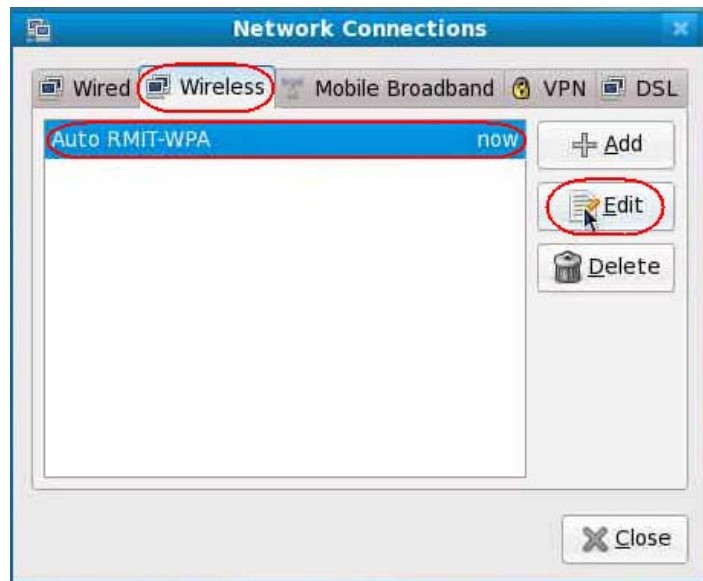 Network Connections
Wired Wireless Mobile Broadband VPN DSL
Auto RMIT-WPA now
Add
Edit
Delete
Close